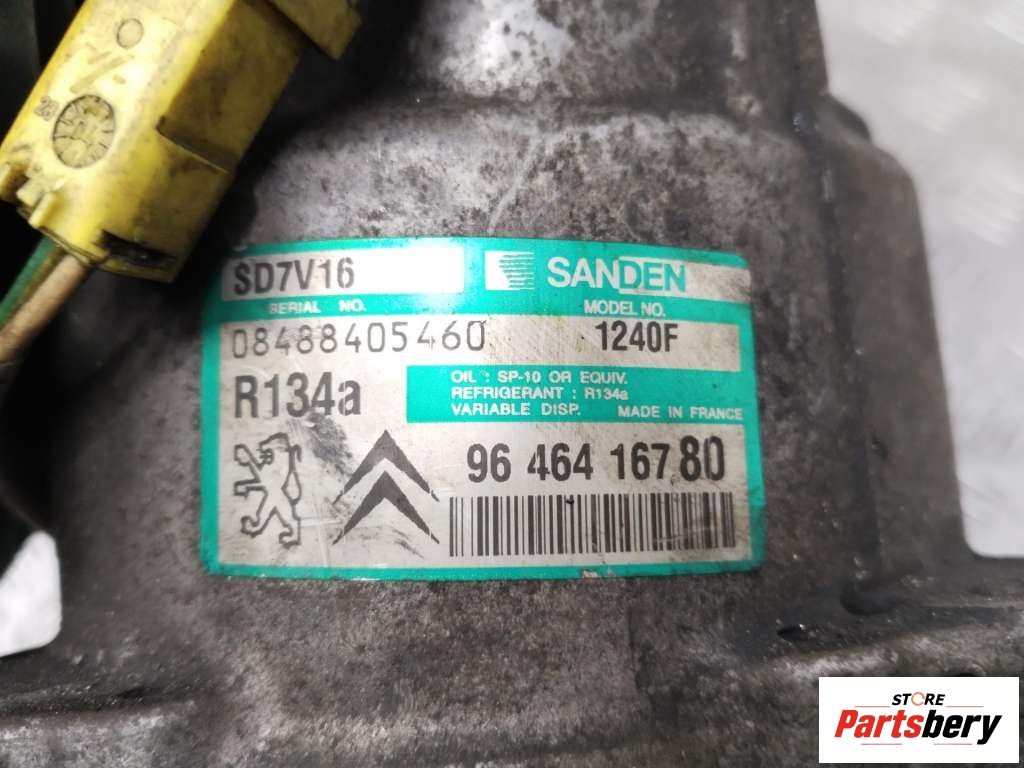 SD7V16
SANDEN
SERIAL NO.
MODEL NO.
08488405460
1240F
R134a
OIL : SP-10 OR EQUIV.
REFRIGERANT : R134a
VARIABLE DISP. MADE IN FRANCE
96 464 167 80
STORE
Partsbery